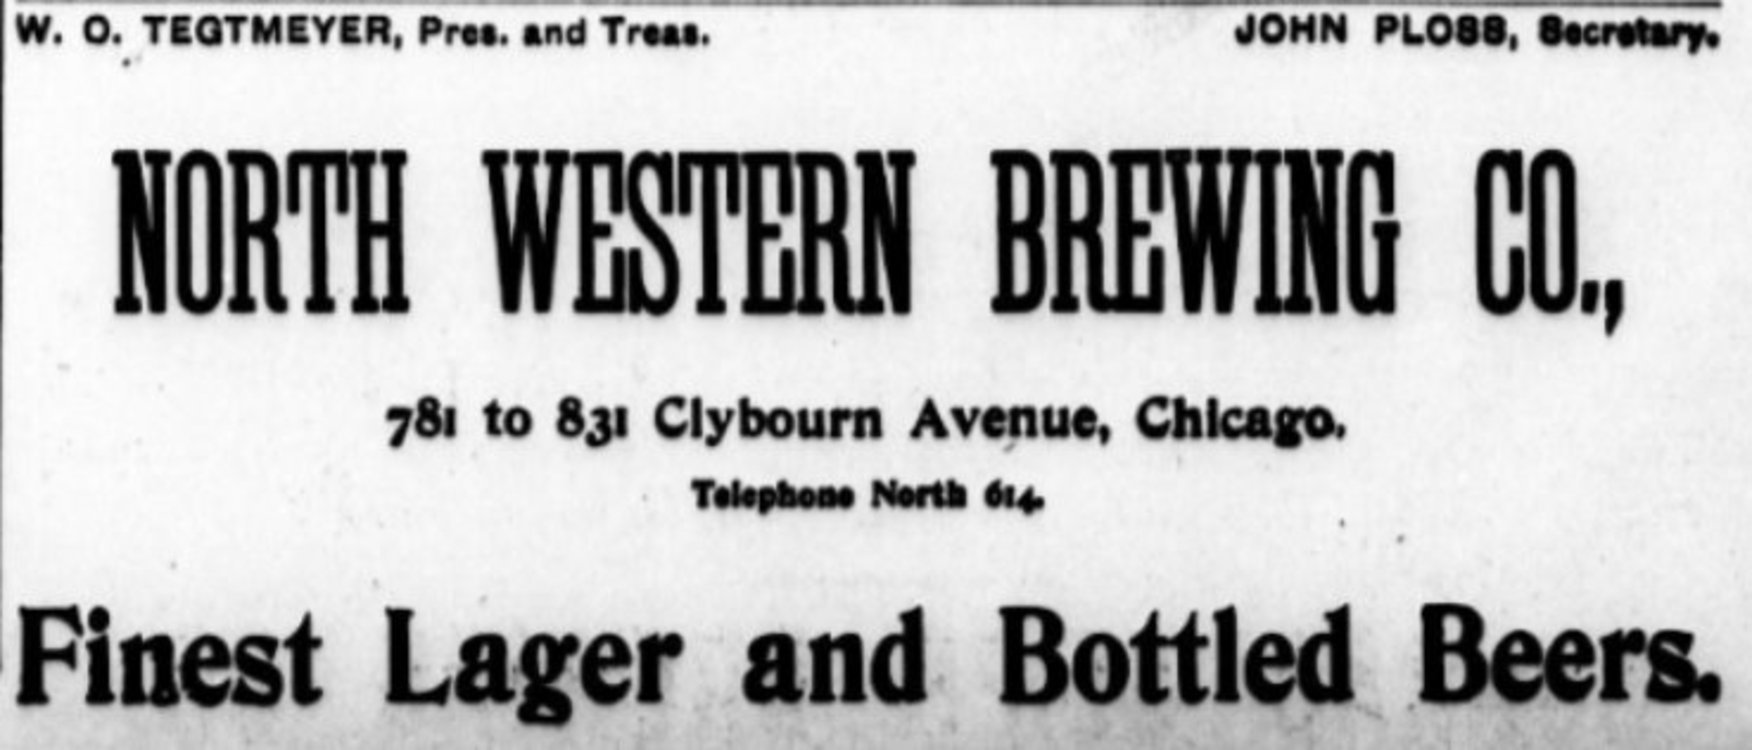 W. O. TEGTMEYER, Pres. and Treas. JOHN PLOSS, Secretary.
NORTH WESTERN BREWING CO.,
781 to 831 Clybourn Avenue, Chicago.
Telephone North 614.
Finest Lager and Bottled Beers.